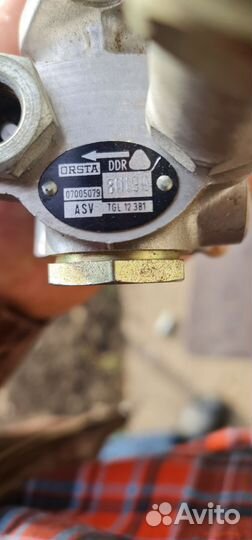 ORSTA DDR
07005079
ASV TGL 12 381
Avito